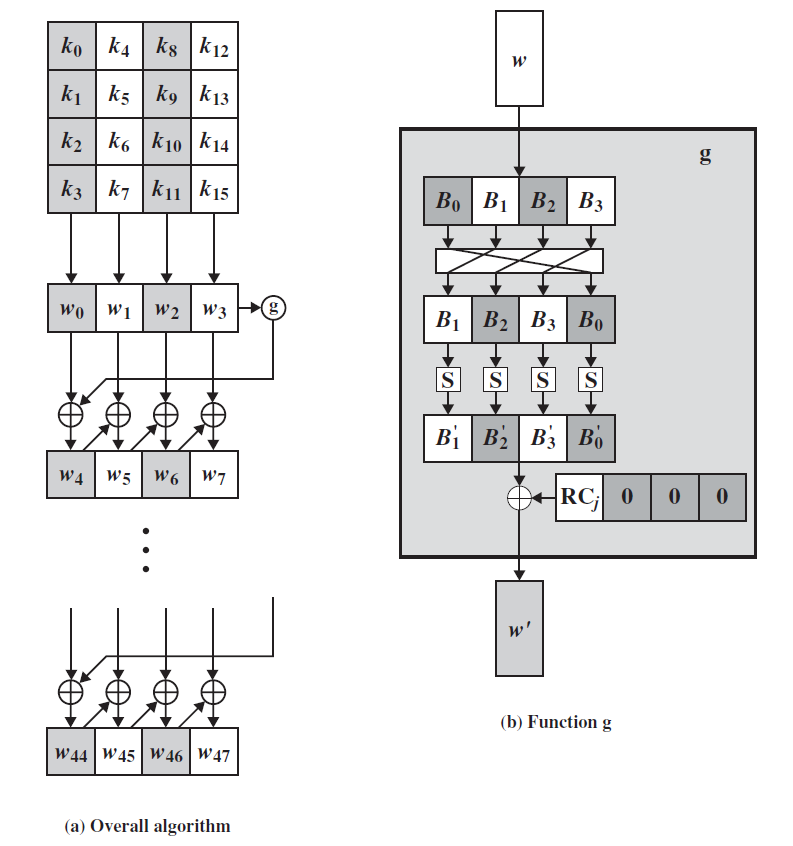 k0 k4 k8 k12
k1 k5 k9 k13
k2 k6 k10 k14
k3 k7 k11 k15
w0 w1 w2 w3 g
w4 w5 w6 w7
w44 w45 w46 w47
(a) Overall algorithm
w
g
B0 B1 B2 B3
B1 B2 B3 B0
S S S S
B'1 B'2 B'3 B'0
RCj 0 0 0
w'
(b) Function g